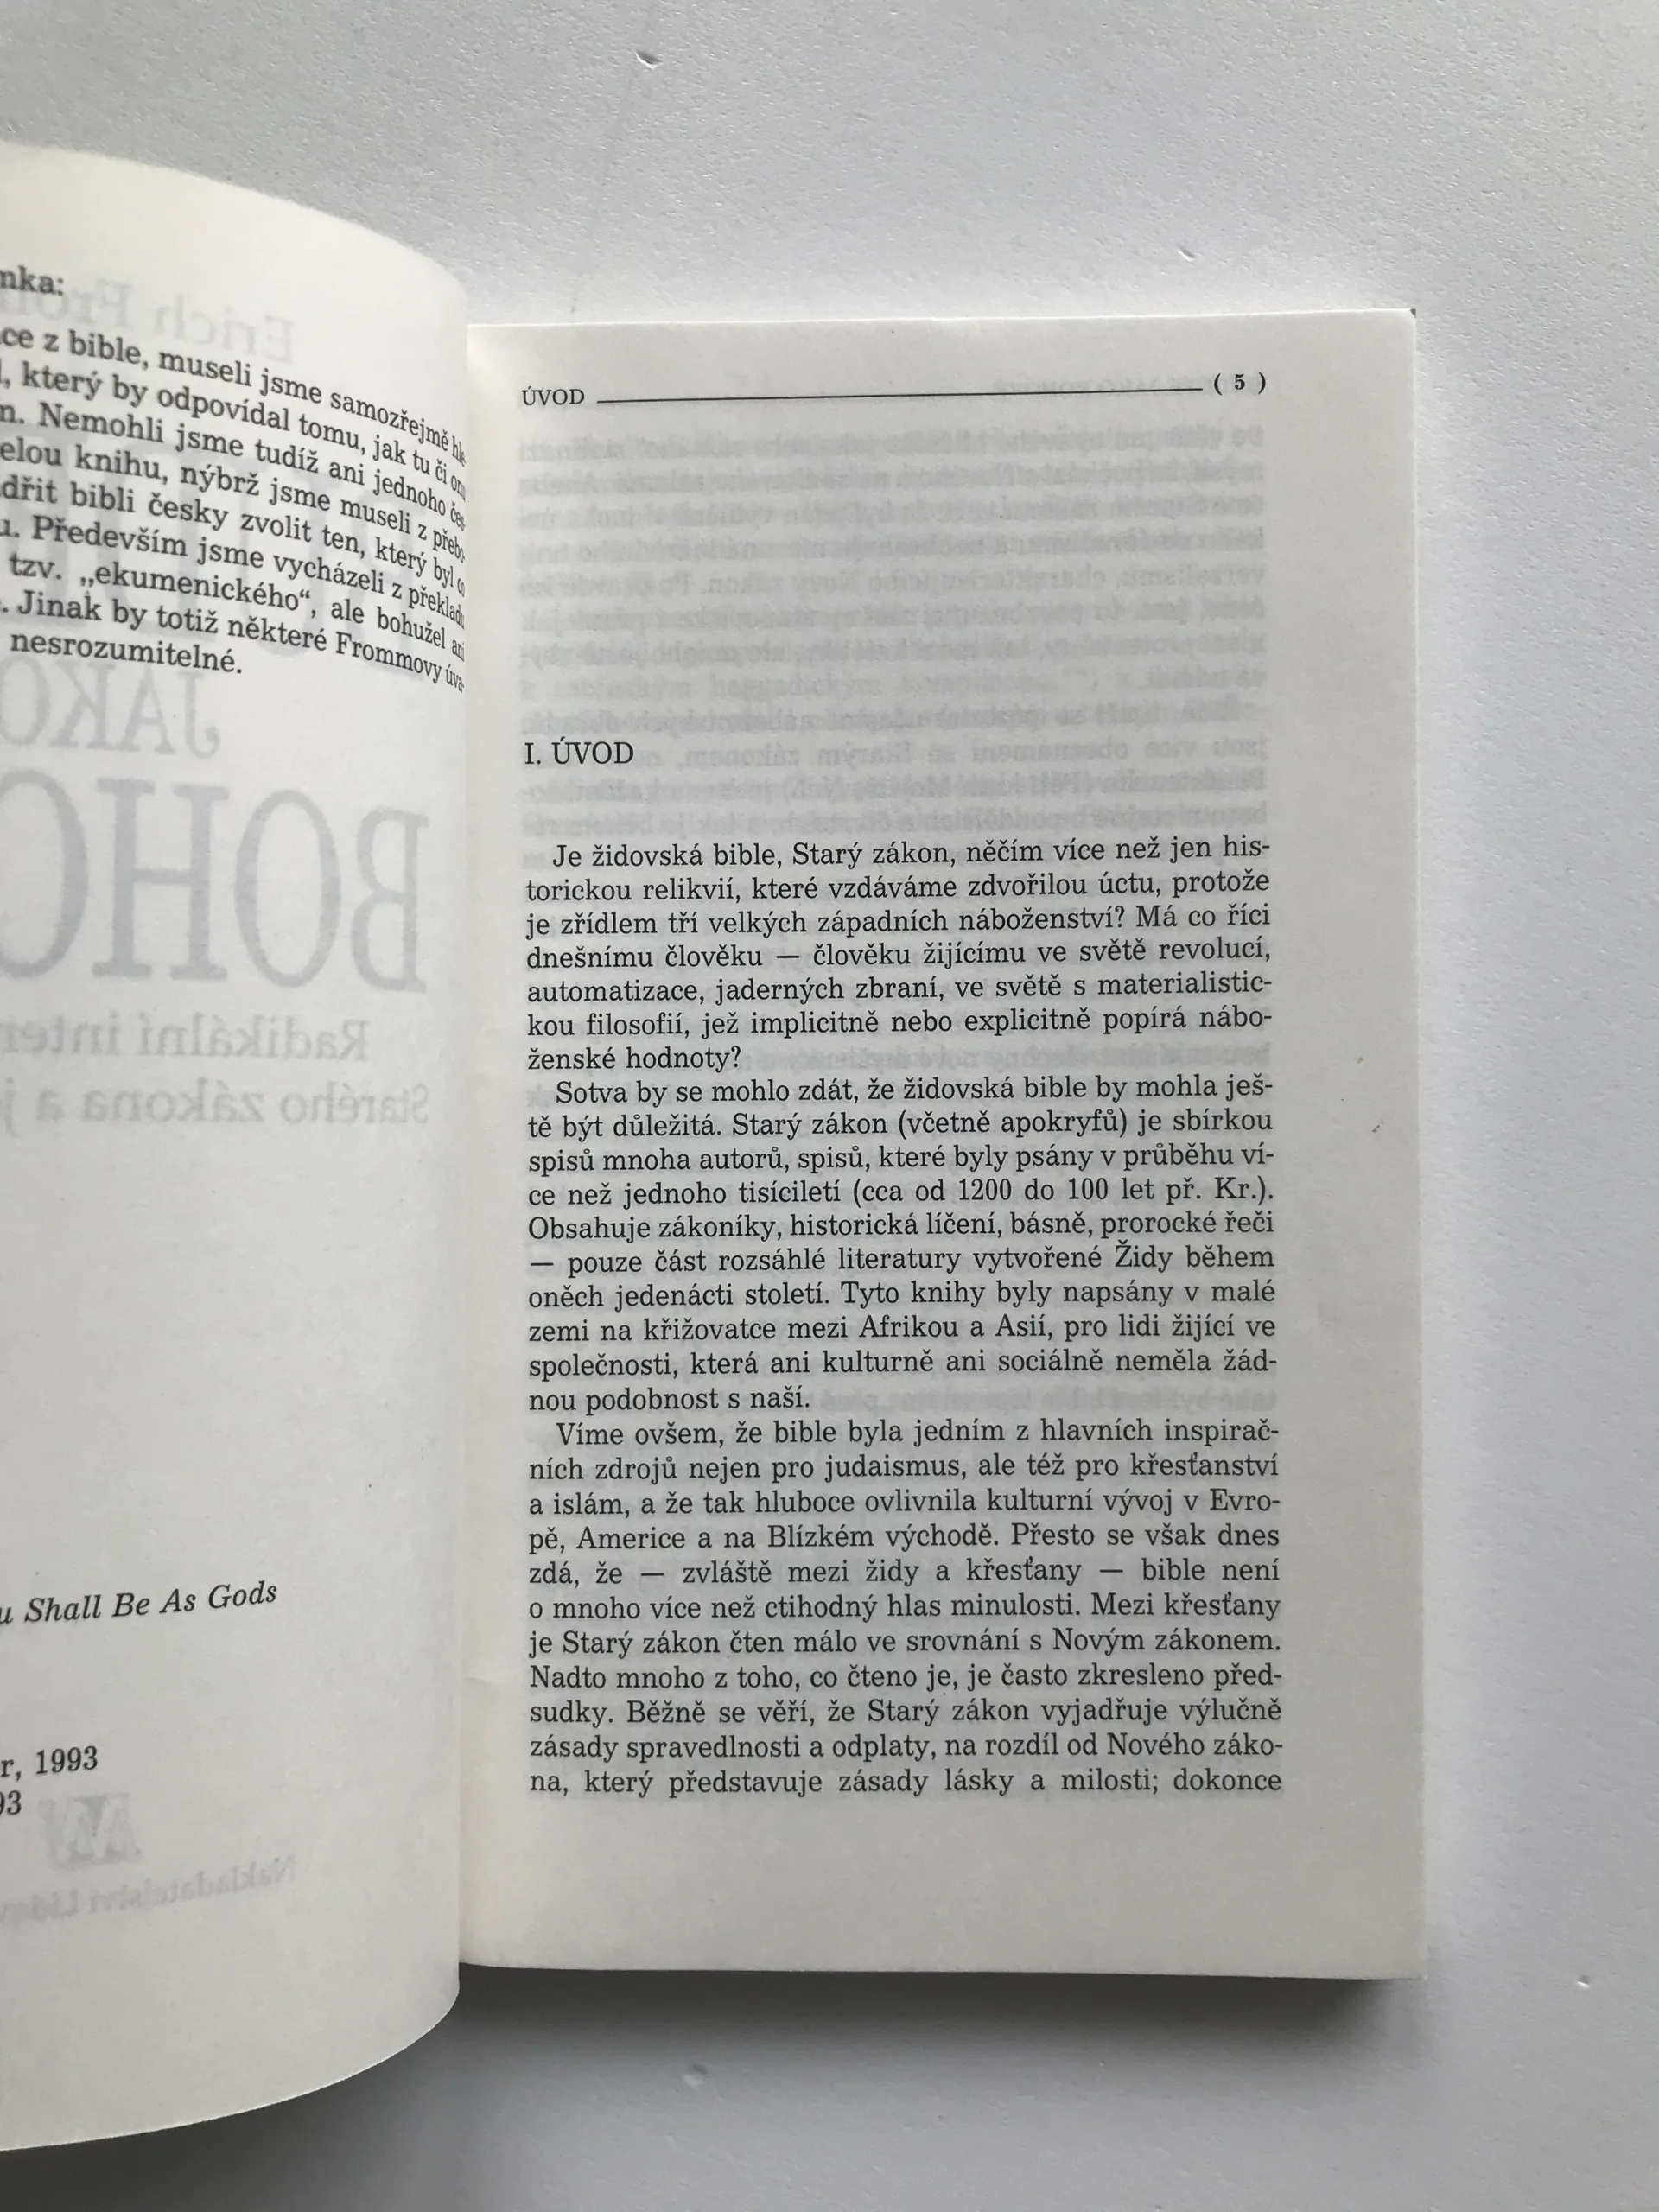 nka:
ce z bible, museli jsme samozřejmě
, který by odpovídal tomu, jak tu či
m. Nemohli jsme tudíž ani jednoho
elou knihu, nýbrž jsme museli z
dřit bibli česky zvolit ten, který byl
u. Především jsme vycházeli z překladu
tzv. „ekumenického“, ale bohužel ani
. Jinak by totiž některé Frommovy úva-
nesrozumitelné.
u Shall Be As Gods
r, 1993
93
ÚVOD ( 5 )
I. ÚVOD
Je židovská bible, Starý zákon, něčím více než jen his-
torickou relikvií, které vzdáváme zdvořilou úctu, protože
je zřídlem tří velkých západních náboženství? Má co říci
dnešnímu člověku — člověku žijícímu ve světě revolucí,
automatizace, jaderných zbraní, ve světě s materialistic-
kou filosofií, jež implicitně nebo explicitně popírá nábo-
ženské hodnoty?
Sotva by se mohlo zdát, že židovská bible by mohla ješ-
tě být důležitá. Starý zákon (včetně apokryfů) je sbírkou
spisů mnoha autorů, spisů, které byly psány v průběhu ví-
ce než jednoho tisíciletí (cca od 1200 do 100 let př. Kr.).
Obsahuje zákoníky, historická líčení, básně, prorocké řeči
— pouze část rozsáhlé literatury vytvořené Židy během
oněch jedenácti století. Tyto knihy byly napsány v malé
zemi na křižovatce mezi Afrikou a Asií, pro lidi žijící ve
společnosti, která ani kulturně ani sociálně neměla žád-
nou podobnost s naší.
Víme ovšem, že bible byla jedním z hlavních inspirač-
ních zdrojů nejen pro judaismus, ale též pro křesťanství
a islám, a že tak hluboce ovlivnila kulturní vývoj v Evro-
pě, Americe a na Blízkém východě. Přesto se však dnes
zdá, že — zvláště mezi židy a křesťany — bible není
o mnoho více než ctihodný hlas minulosti. Mezi křesťany
je Starý zákon čten málo ve srovnání s Novým zákonem.
Nadto mnoho z toho, co čteno je, je často zkresleno před-
sudky. Běžně se věří, že Starý zákon vyjadřuje výlučně
zásady spravedlnosti a odplaty, na rozdíl od Nového záko-
na, který představuje zásady lásky a milosti; dokonce